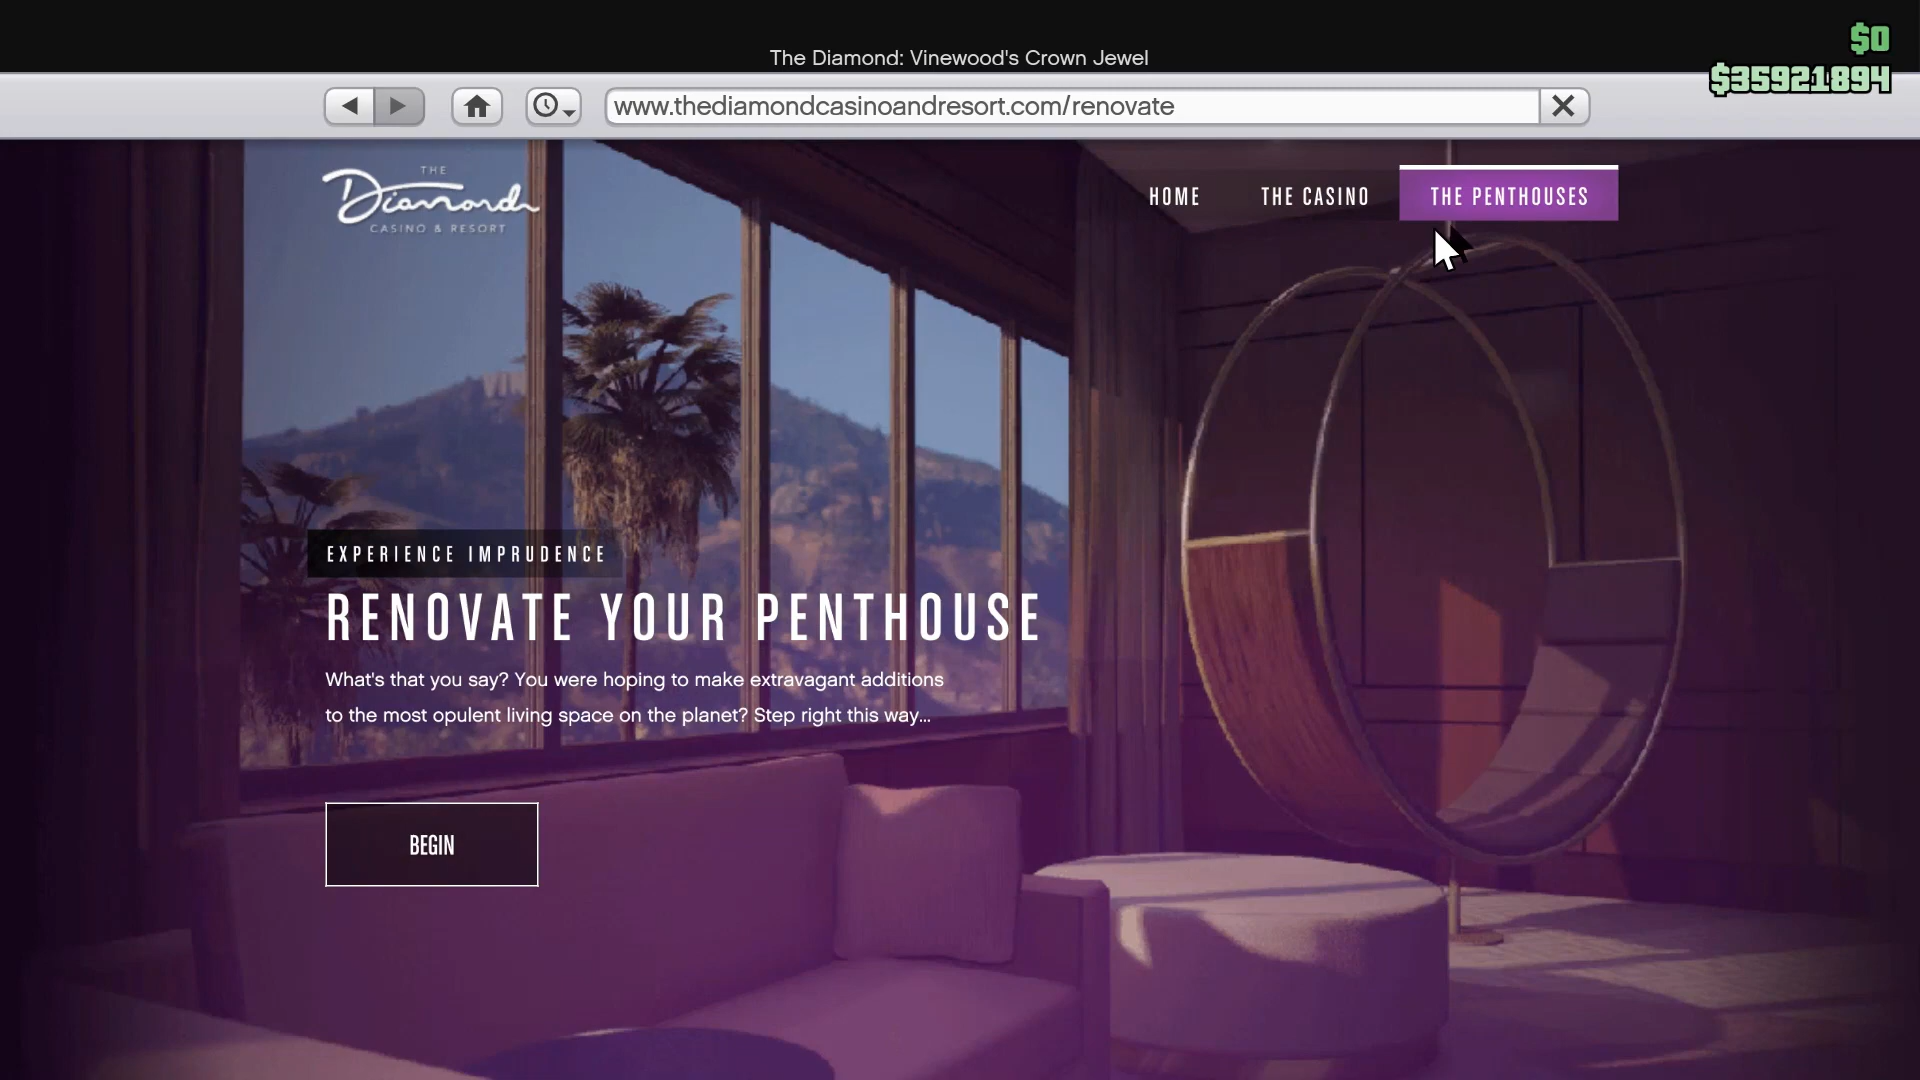 $0
The Diamond: Vinewood's Crown Jewel
$35921894
www.thediamondcasinoandresort.com/renovate
THE
Diamond
CASINO & RESORT
HOME
THE CASINO
THE PENTHOUSES
EXPERIENCE IMPRUDENCE
RENOVATE YOUR PENTHOUSE
What's that you say? You were hoping to make extravagant additions
to the most opulent living space on the planet? Step right this way...
BEGIN